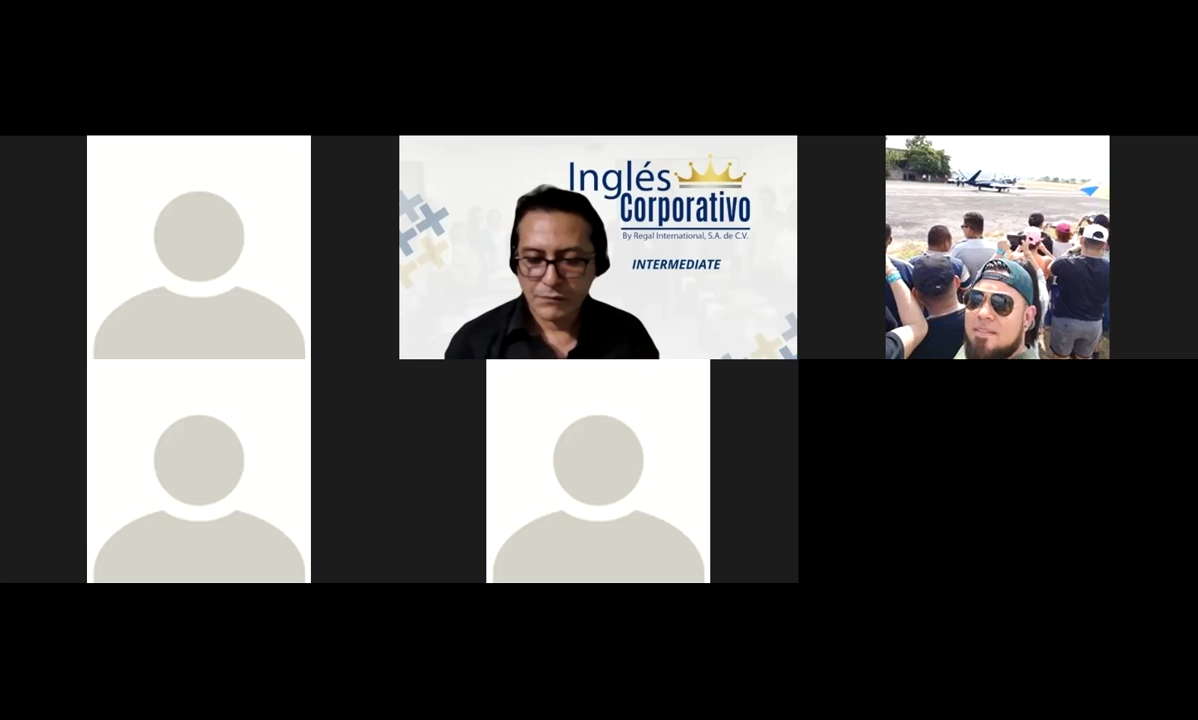 Inglés
Corporativo
By Regal International, S.A. de C.V.
INTERMEDIATE